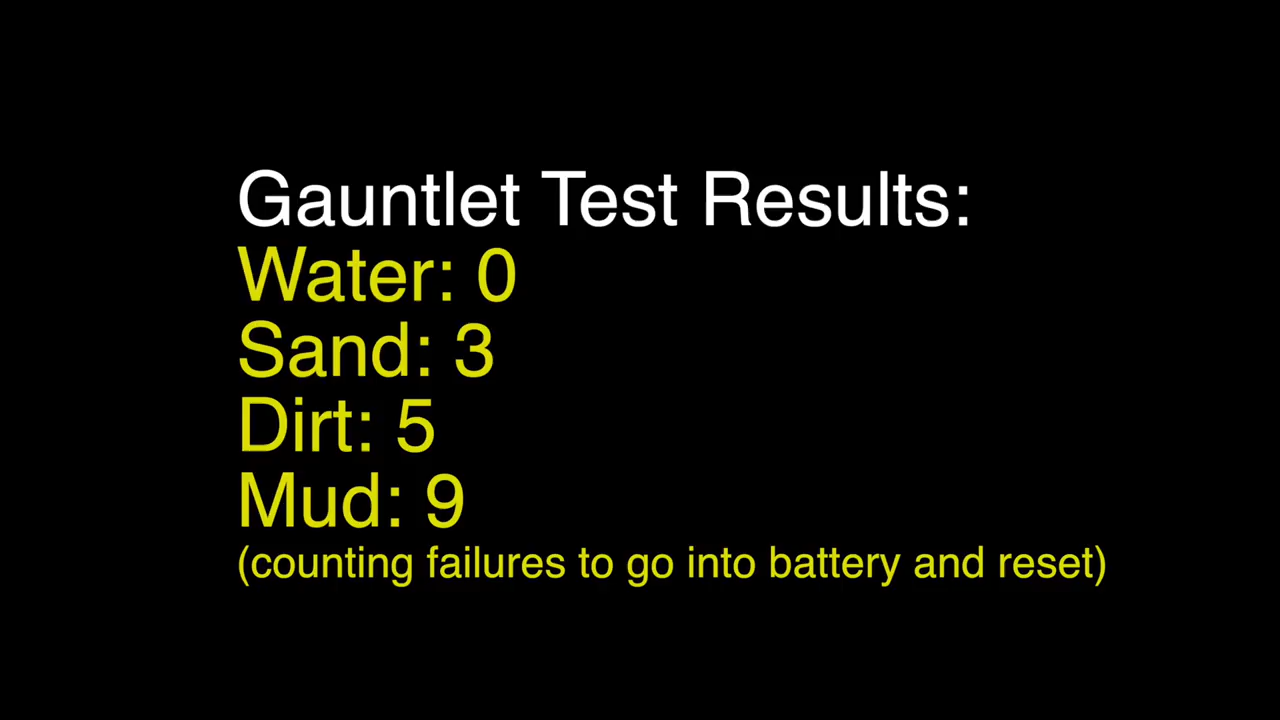 Gauntlet Test Results:
Water: 0
Sand: 3
Dirt: 5
Mud: 9
(counting failures to go into battery and reset)